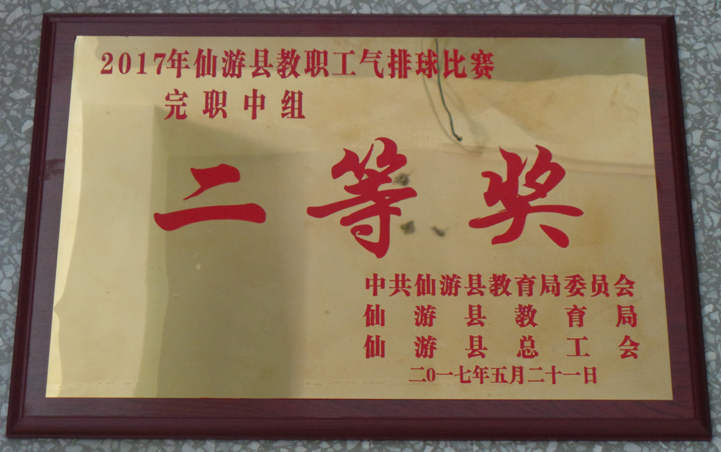 2017年仙游县教职工气排球比赛
完职中组
二等奖
中共仙游县教育局委员会
仙游县教育局
仙游县总工会
二0一七年五月二十一日